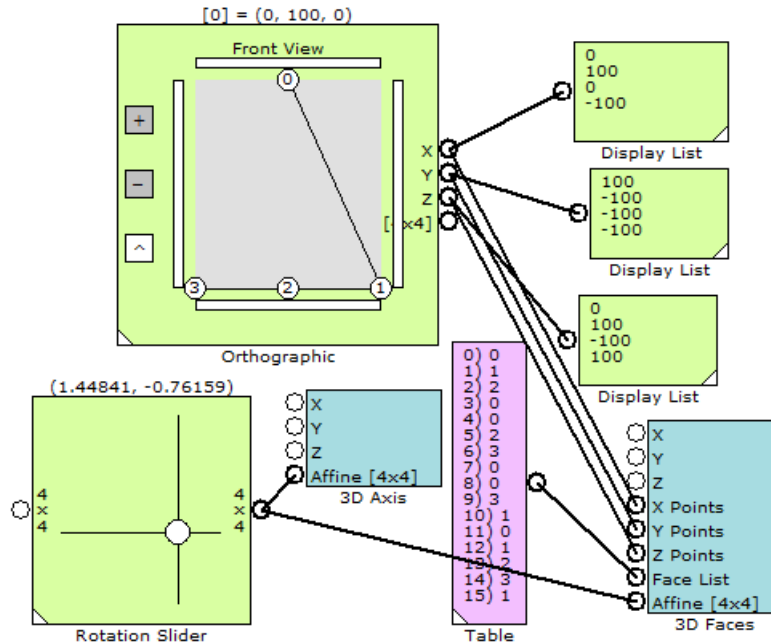 [0] = (0, 100, 0)
Front View
0
3
2
1
+
−
^
X
Y
Z
[4x4]
Orthographic
0
100
0
-100
Display List
100
-100
-100
-100
Display List
0
100
-100
100
Display List
(1.44841, -0.76159)
4
x
4
4
x
4
Rotation Slider
X
Y
Z
Affine [4x4]
3D Axis
0) 0
1) 1
2) 2
3) 0
4) 0
5) 2
6) 3
7) 0
8) 0
9) 3
10) 1
11) 0
12) 1
13) 2
14) 3
15) 1
Table
X
Y
Z
X Points
Y Points
Z Points
Face List
Affine [4x4]
3D Faces